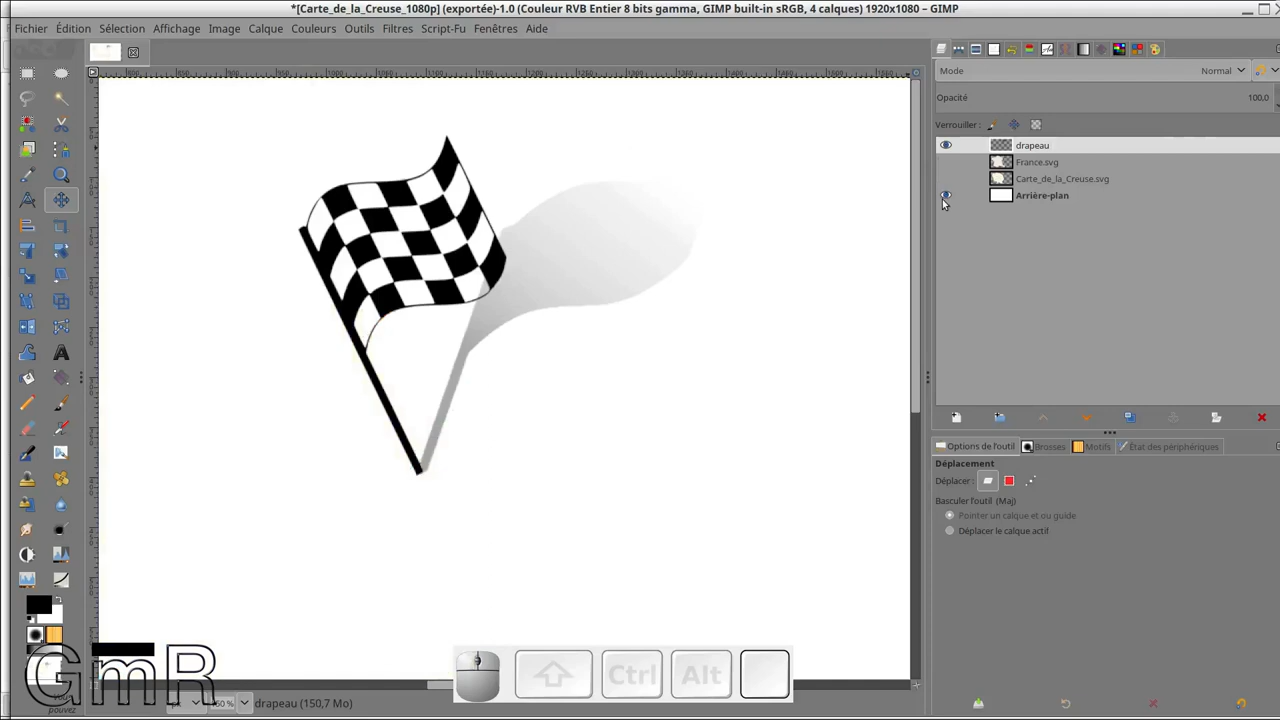 *[Carte_de_la_Creuse_1080p] (exportée)-1.0 (Couleur RVB Entier 8 bits gamma, GIMP built-in sRGB, 4 calques) 1920x1080 – GIMP
Fichier Édition Sélection Affichage Image Calque Couleurs Outils Filtres Script-Fu Fenêtres Aide
Mode Normal
Opacité 100,0
Verrouiller :
drapeau
France.svg
Carte_de_la_Creuse.svg
Arrière-plan
Options de l'outil Brosses Motifs État des périphériques
Déplacement
Déplacer :
Basculer l'outil (Maj)
Pointer un calque et ou guide
Déplacer le calque actif
Ctrl Alt
GmR
Vous pouvez
drapeau (150,7 Mo)